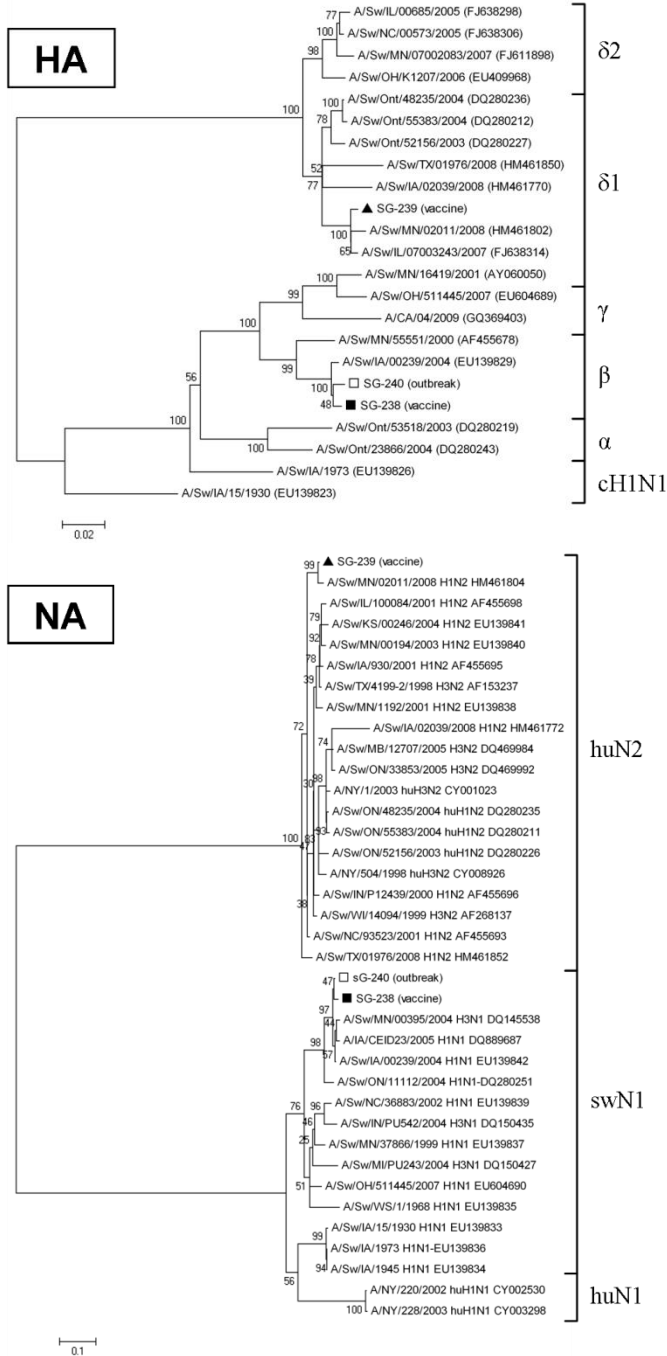 HA
77
A/Sw/IL/00685/2005 (FJ638298)
100
A/Sw/NC/00573/2005 (FJ638306)
98
A/Sw/MN/07002083/2007 (FJ611898)
A/Sw/OH/K1207/2006 (EU409968)
δ2
100
100
A/Sw/Ont/48235/2004 (DQ280236)
78
A/Sw/Ont/55383/2004 (DQ280212)
A/Sw/Ont/52156/2003 (DQ280227)
52
A/Sw/TX/01976/2008 (HM461850)
77
A/Sw/IA/02039/2008 (HM461770)
SG-239 (vaccine)
100
A/Sw/MN/02011/2008 (HM461802)
65
A/Sw/IL/07003243/2007 (FJ638314)
δ1
100
A/Sw/MN/16419/2001 (AY060050)
99
A/Sw/OH/511445/2007 (EU604689)
A/CA/04/2009 (GQ369403)
γ
100
A/Sw/MN/55551/2000 (AF455678)
99
A/Sw/IA/00239/2004 (EU139829)
100
SG-240 (outbreak)
48
SG-238 (vaccine)
β
56
100
A/Sw/Ont/53518/2003 (DQ280219)
100
A/Sw/Ont/23866/2004 (DQ280243)
α
A/Sw/IA/1973 (EU139826)
A/Sw/IA/15/1930 (EU139823)
cH1N1
0.02
NA
99
SG-239 (vaccine)
A/Sw/MN/02011/2008 H1N2 HM461804
A/Sw/IL/100084/2001 H1N2 AF455698
79
A/Sw/KS/00246/2004 H1N2 EU139841
92
A/Sw/MN/00194/2003 H1N2 EU139840
78
A/Sw/IA/930/2001 H1N2 AF455695
39
A/Sw/TX/4199-2/1998 H3N2 AF153237
A/Sw/MN/1192/2001 H1N2 EU139838
72
A/Sw/IA/02039/2008 H1N2 HM461772
74
A/Sw/MB/12707/2005 H3N2 DQ469984
A/Sw/ON/33853/2005 H3N2 DQ469992
30
98
A/NY/1/2003 huH3N2 CY001023
A/Sw/ON/48235/2004 huH1N2 DQ280235
93
A/Sw/ON/55383/2004 huH1N2 DQ280211
100
47
83
A/Sw/ON/52156/2003 huH1N2 DQ280226
A/NY/504/1998 huH3N2 CY008926
A/Sw/IN/P12439/2000 H1N2 AF455696
38
A/Sw/WI/14094/1999 H3N2 AF268137
A/Sw/NC/93523/2001 H1N2 AF455693
A/Sw/TX/01976/2008 H1N2 HM461852
huN2
47
sG-240 (outbreak)
SG-238 (vaccine)
97
44
A/Sw/MN/00395/2004 H3N1 DQ145538
98
A/IA/CEID23/2005 H1N1 DQ889687
57
A/Sw/IA/00239/2004 H1N1 EU139842
A/Sw/ON/11112/2004 H1N1-DQ280251
76
96
A/Sw/NC/36883/2002 H1N1 EU139839
46
A/Sw/IN/PU542/2004 H3N1 DQ150435
25
A/Sw/MN/37866/1999 H1N1 EU139837
A/Sw/MI/PU243/2004 H3N1 DQ150427
51
A/Sw/OH/511445/2007 H1N1 EU604690
A/Sw/WS/1/1968 H1N1 EU139835
99
A/Sw/IA/15/1930 H1N1 EU139833
A/Sw/IA/1973 H1N1-EU139836
94
A/Sw/IA/1945 H1N1 EU139834
swN1
56
A/NY/220/2002 huH1N1 CY002530
100
A/NY/228/2003 huH1N1 CY003298
huN1
0.1